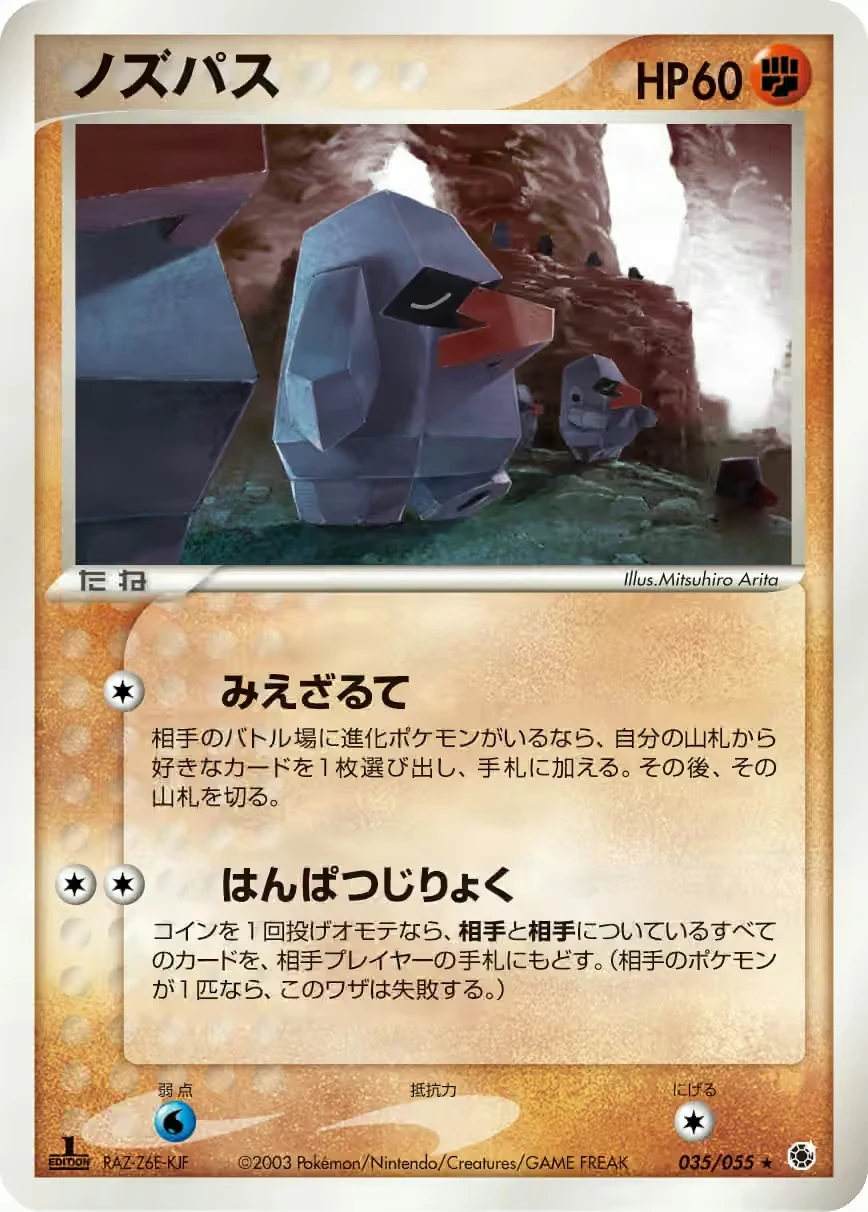 ノズパス
HP60
たね
Illus.Mitsuhiro Arita
みえざるて
相手のバトル場に進化ポケモンがいるなら、自分の山札から
好きなカードを1枚選び出し、手札に加える。その後、その
山札を切る。
はんぱつじりょく
コインを1回投げオモテなら、相手と相手についているすべて
のカードを、相手プレイヤーの手札にもどす。(相手のポケモン
が1匹なら、このワザは失敗する。)
弱点 抵抗力 にげる
1 EDITION RAZ-Z6E-KJF ©2003 Pokémon/Nintendo/Creatures/GAME FREAK 035/055 ★